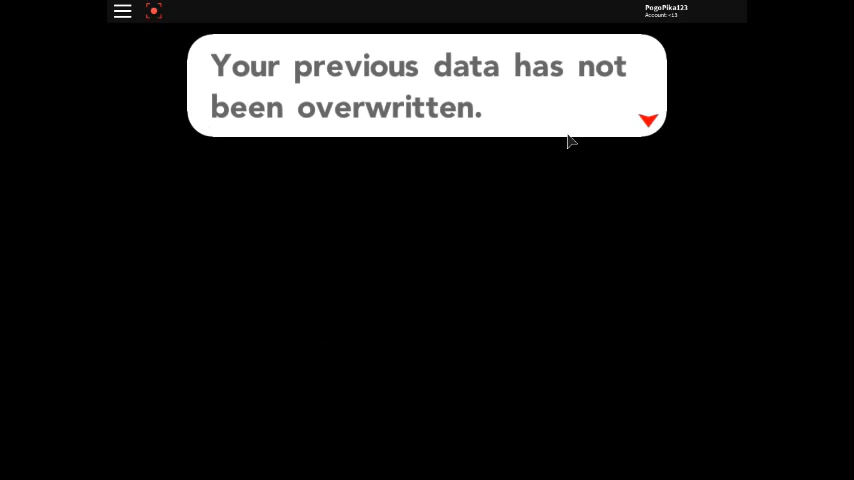 PogoPika123
Account: <13
Your previous data has not
been overwritten.